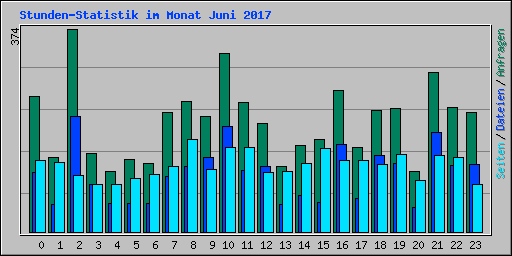 Stunden-Statistik im Monat Juni 2017
374
Seiten / Dateien / Anfragen
0 1 2 3 4 5 6 7 8 9 10 11 12 13 14 15 16 17 18 19 20 21 22 23